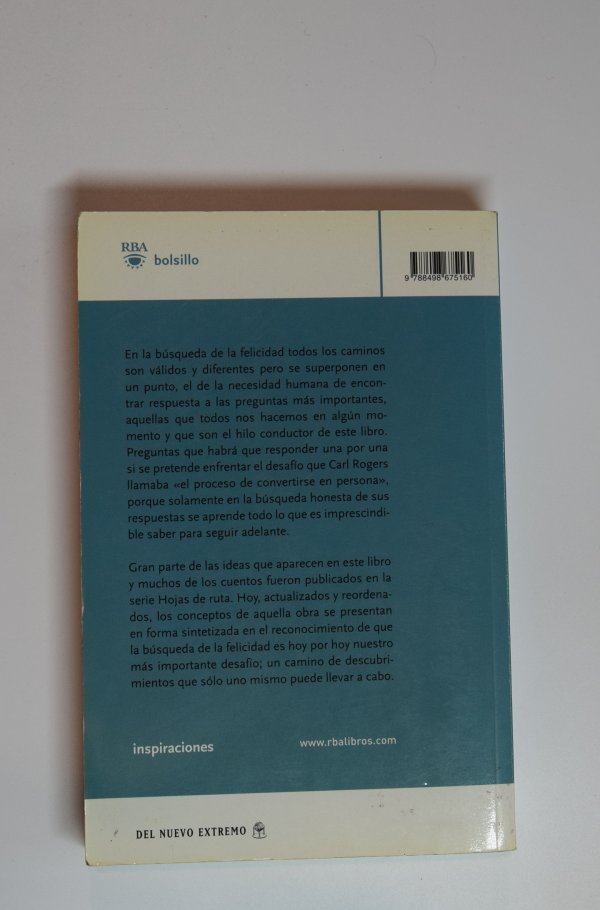 RBA
bolsillo
9 788498 675160
En la búsqueda de la felicidad todos los caminos
son válidos y diferentes pero se superponen en
un punto, el de la necesidad humana de encon-
trar respuesta a las preguntas más importantes,
aquellas que todos nos hacemos en algún mo-
mento y que son el hilo conductor de este libro.
Preguntas que habrá que responder una por una
si se pretende enfrentar el desafío que Carl Rogers
llamaba «el proceso de convertirse en persona»,
porque solamente en la búsqueda honesta de sus
respuestas se aprende todo lo que es imprescindi-
ble saber para seguir adelante.
Gran parte de las ideas que aparecen en este libro
y muchos de los cuentos fueron publicados en la
serie Hojas de ruta. Hoy, actualizados y reordena-
dos, los conceptos de aquella obra se presentan
en forma sintetizada en el reconocimiento de que
la búsqueda de la felicidad es hoy por hoy nuestro
más importante desafío; un camino de descubri-
mientos que sólo uno mismo puede llevar a cabo.
inspiraciones
www.rbalibros.com
DEL NUEVO EXTREMO